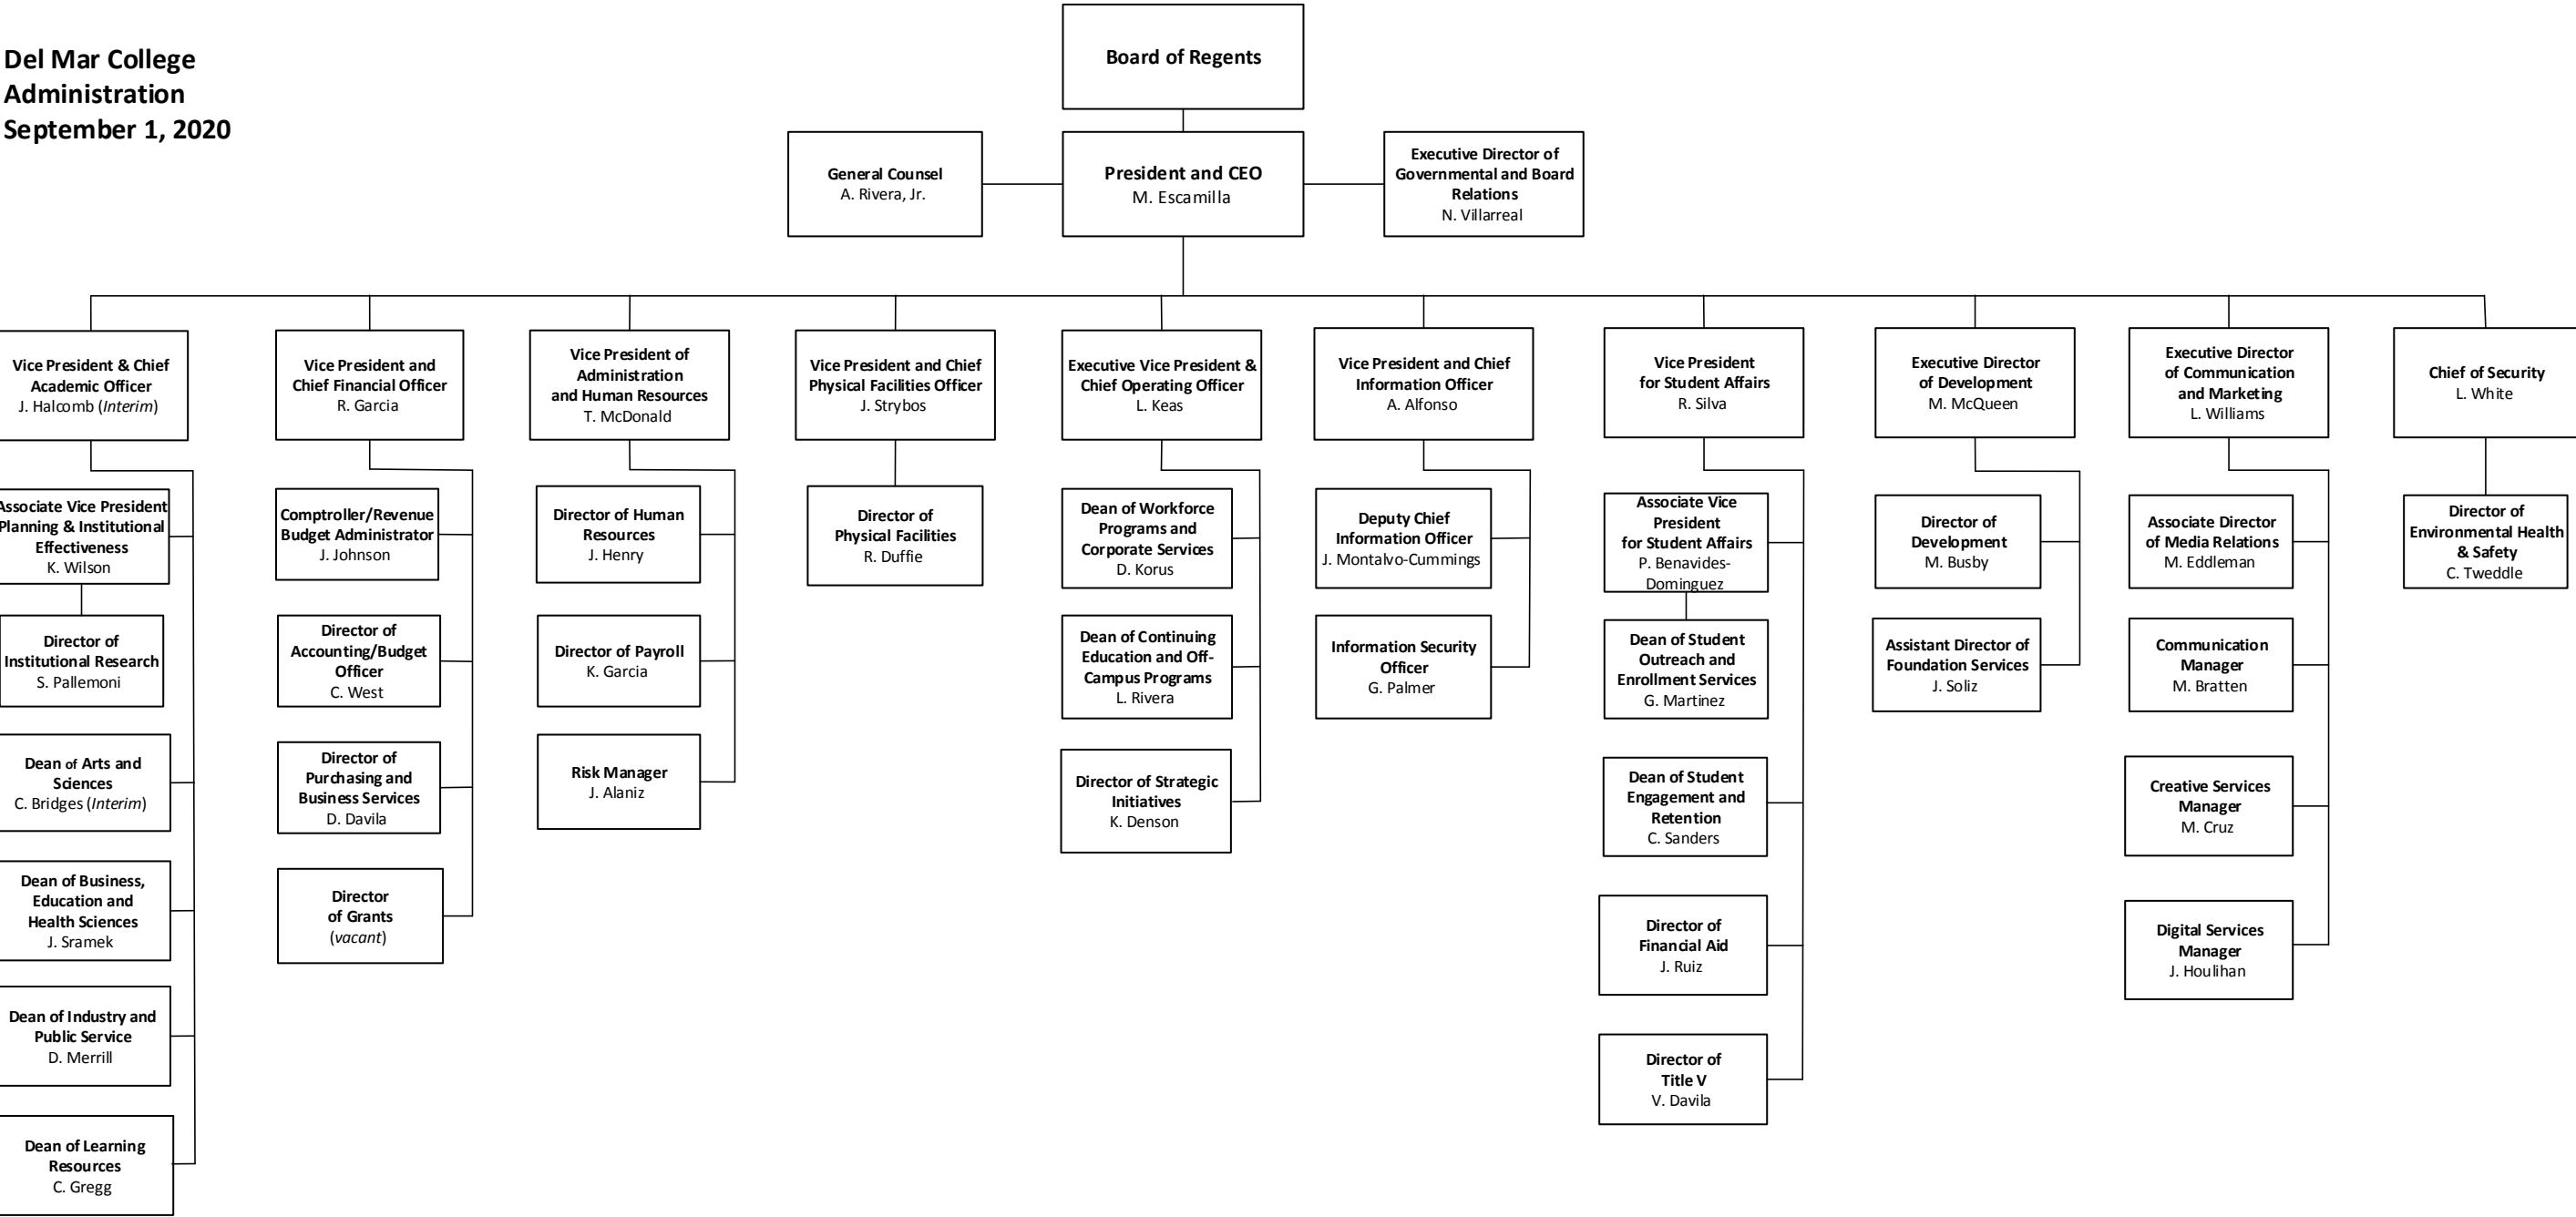 Del Mar College
Administration
September 1, 2020
Board of Regents
General Counsel
A. Rivera, Jr.
President and CEO
M. Escamilla
Executive Director of
Governmental and Board
Relations
N. Villarreal
Vice President & Chief
Academic Officer
J. Halcomb (Interim)
Vice President and
Chief Financial Officer
R. Garcia
Vice President of
Administration
and Human Resources
T. McDonald
Vice President and Chief
Physical Facilities Officer
J. Strybos
Executive Vice President &
Chief Operating Officer
L. Keas
Vice President and Chief
Information Officer
A. Alfonso
Vice President
for Student Affairs
R. Silva
Executive Director
of Development
M. McQueen
Executive Director
of Communication
and Marketing
L. Williams
Chief of Security
L. White
Associate Vice President
Planning & Institutional
Effectiveness
K. Wilson
Director of
Institutional Research
S. Pallemoni
Dean of Arts and
Sciences
C. Bridges (Interim)
Dean of Business,
Education and
Health Sciences
J. Sramek
Dean of Industry and
Public Service
D. Merrill
Dean of Learning
Resources
C. Gregg
Comptroller/Revenue
Budget Administrator
J. Johnson
Director of
Accounting/Budget
Officer
C. West
Director of
Purchasing and
Business Services
D. Davila
Director
of Grants
(vacant)
Director of Human
Resources
J. Henry
Director of Payroll
K. Garcia
Risk Manager
J. Alaniz
Director of
Physical Facilities
R. Duffie
Dean of Workforce
Programs and
Corporate Services
D. Korus
Dean of Continuing
Education and Off-
Campus Programs
L. Rivera
Director of Strategic
Initiatives
K. Denson
Deputy Chief
Information Officer
J. Montalvo-Cummings
Information Security
Officer
G. Palmer
Associate Vice
President
for Student Affairs
P. Benavides-
Dominguez
Dean of Student
Outreach and
Enrollment Services
G. Martinez
Dean of Student
Engagement and
Retention
C. Sanders
Director of
Financial Aid
J. Ruiz
Director of
Title V
V. Davila
Director of
Development
M. Busby
Assistant Director of
Foundation Services
J. Soliz
Associate Director
of Media Relations
M. Eddleman
Communication
Manager
M. Bratten
Creative Services
Manager
M. Cruz
Digital Services
Manager
J. Houlihan
Director of
Environmental Health
& Safety
C. Tweddle